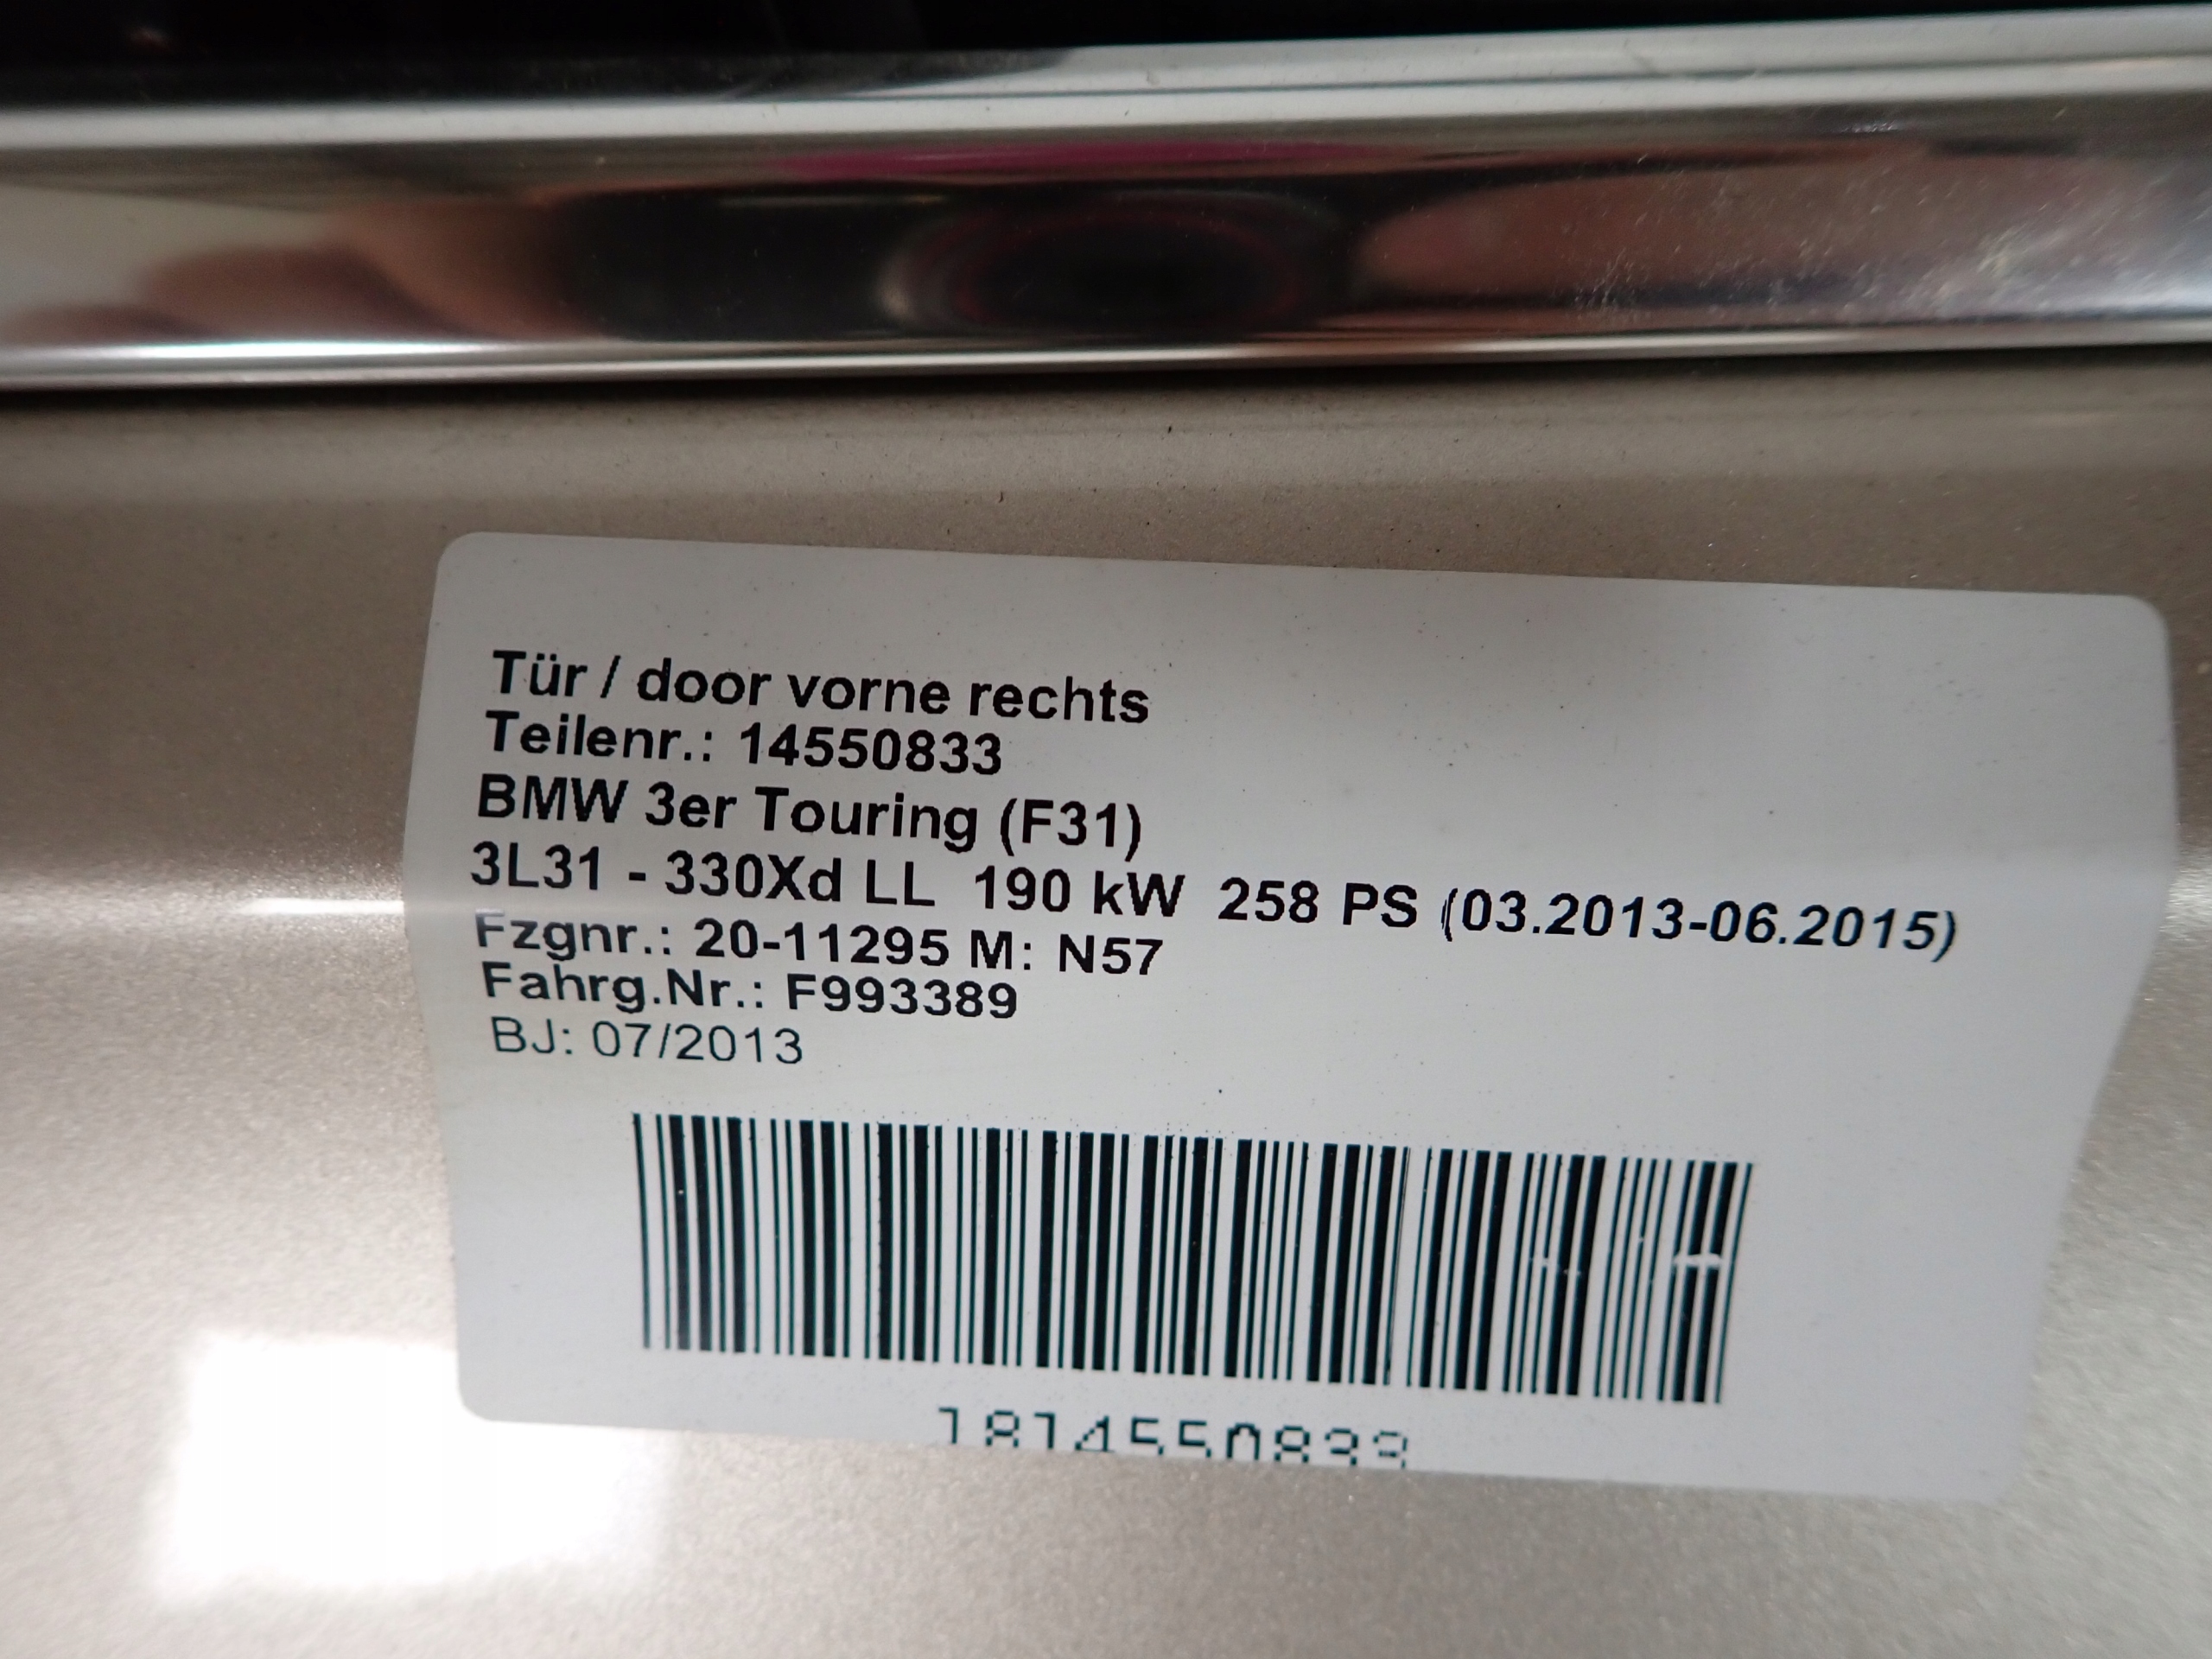 Tür / door vorne rechts
Teilenr.: 14550833
BMW 3er Touring (F31)
3L31 - 330Xd LL  190 kW  258 PS (03.2013-06.2015)
Fzgnr.: 20-11295 M: N57
Fahrg.Nr.: F993389
BJ: 07/2013
1814550833